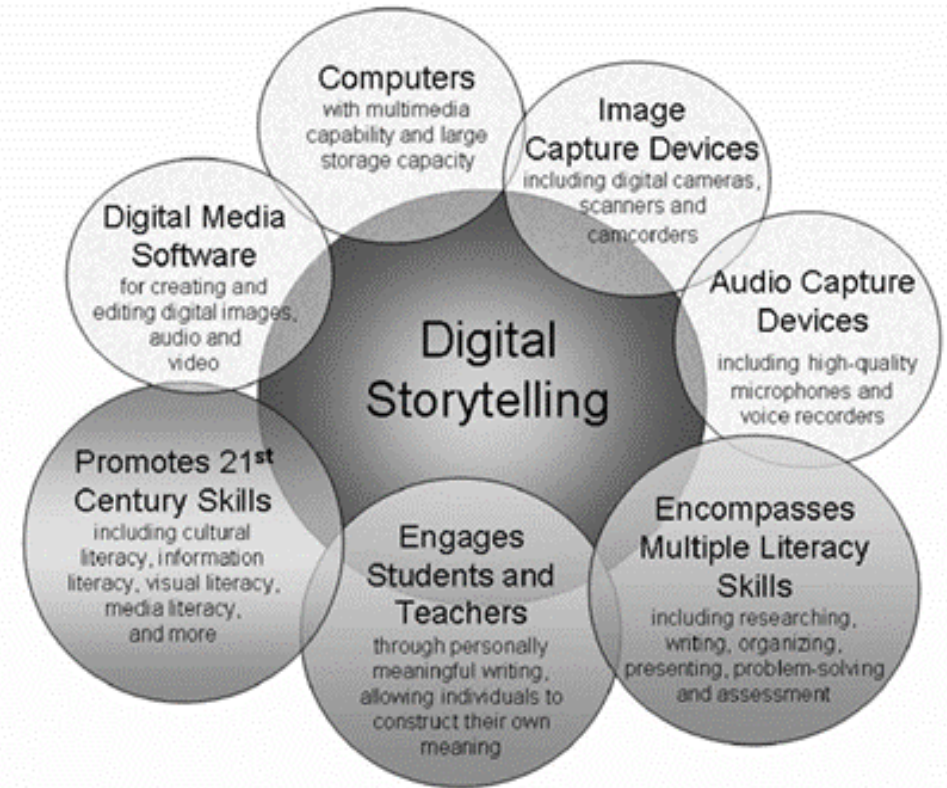 Computers
with multimedia
capability and large
storage capacity
Image
Capture Devices
including digital cameras,
scanners and
camcorders
Digital Media
Software
for creating and
editing digital images,
audio and
video
Audio Capture
Devices
including high-quality
microphones and
voice recorders
Digital
Storytelling
Promotes 21st
Century Skills
including cultural
literacy, information
literacy, visual literacy,
media literacy,
and more
Engages
Students and
Teachers
through personally
meaningful writing,
allowing individuals to
construct their own
meaning
Encompasses
Multiple Literacy
Skills
including researching,
writing, organizing,
presenting, problem-solving
and assessment